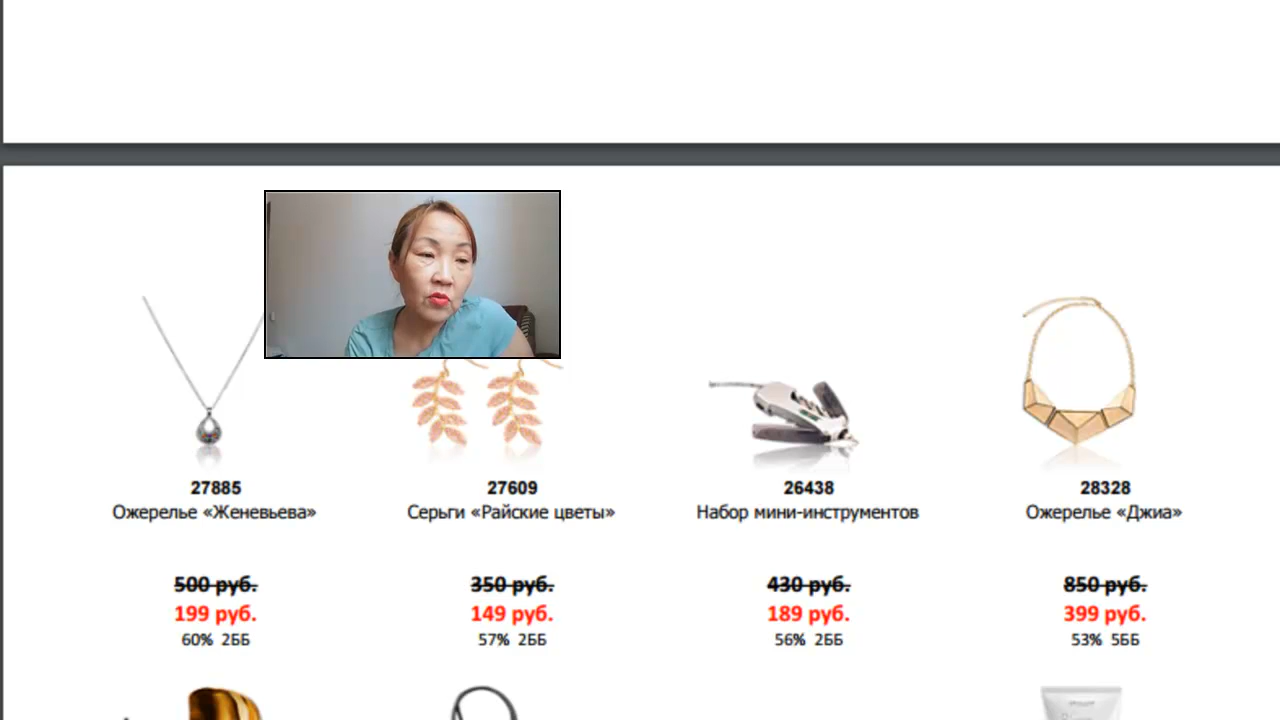 27885 27609 26438 28328
Ожерелье «Женевьева» Серьги «Райские цветы» Набор мини-инструментов Ожерелье «Джиа»
500 руб. 350 руб. 430 руб. 850 руб.
199 руб. 149 руб. 189 руб. 399 руб.
60% 2ББ 57% 2ББ 56% 2ББ 53% 5ББ